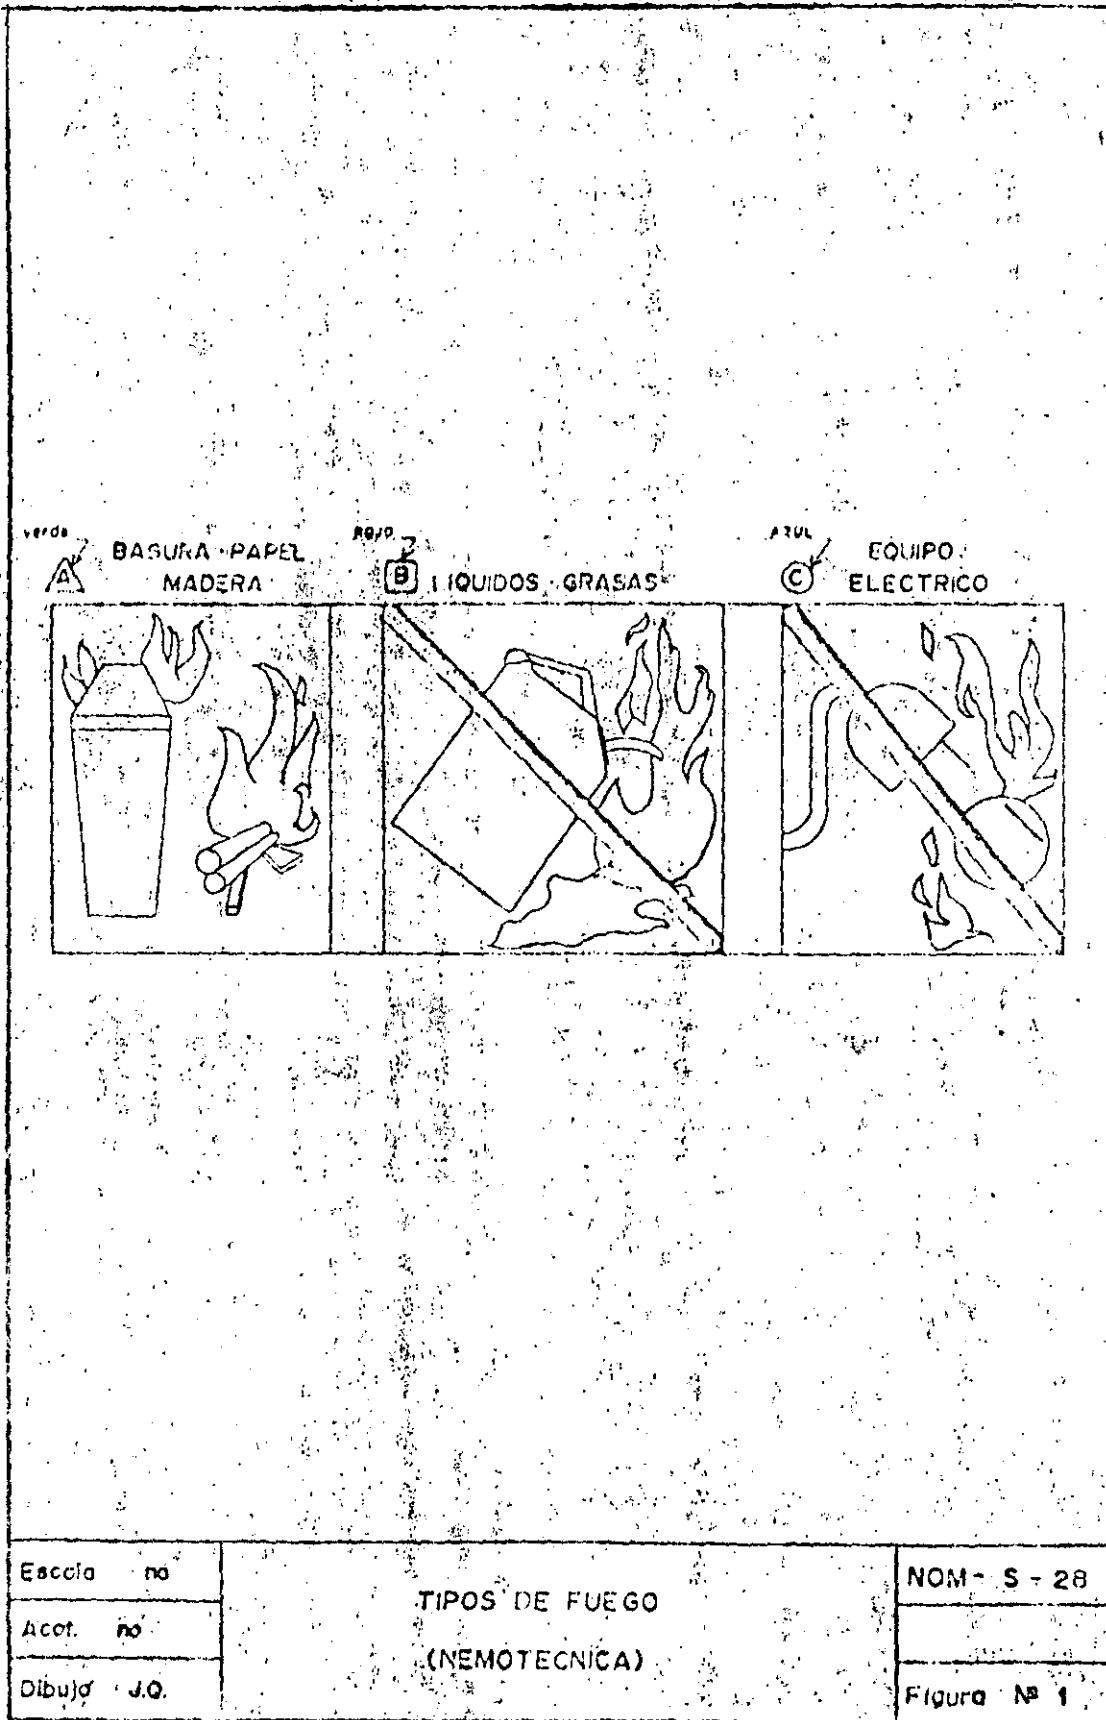 verde
A
BASURA PAPEL
MADERA
ROJO
B
LIQUIDOS GRASAS
AZUL
C
EQUIPO
ELECTRICO
Escala no
Acot. no
Dibujo J.Q.
TIPOS DE FUEGO
(NEMOTECNICA)
NOM - S - 28
Figura Nº 1